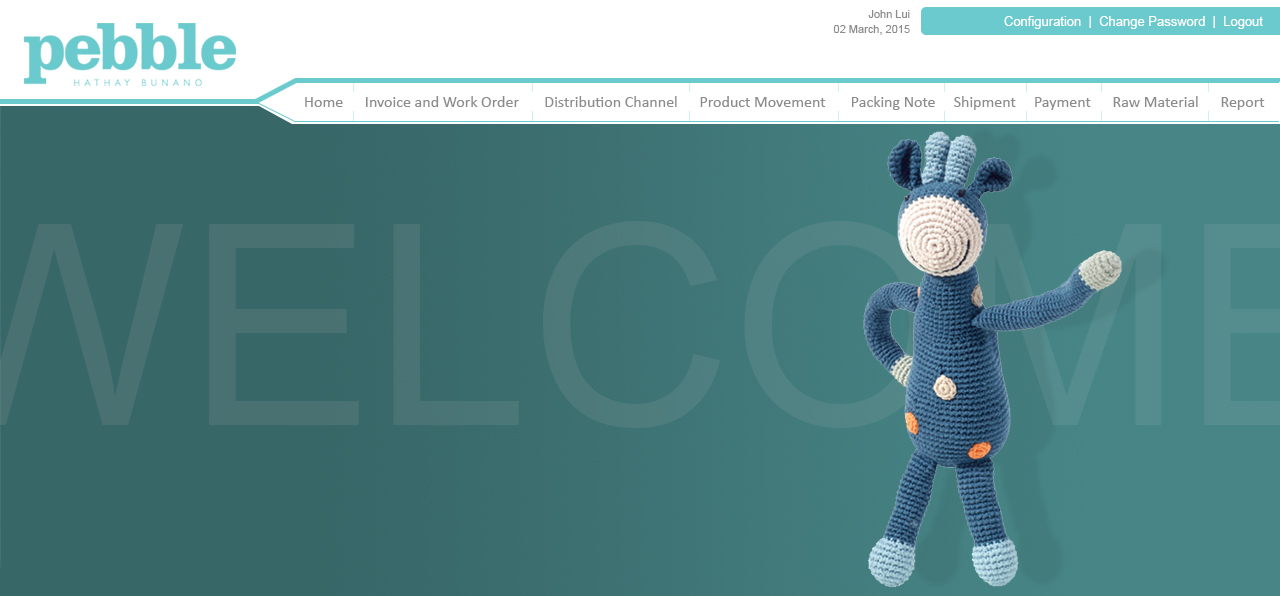 pebble
HATHAY BUNANO
John Lui
02 March, 2015
Configuration | Change Password | Logout
Home Invoice and Work Order Distribution Channel Product Movement Packing Note Shipment Payment Raw Material Report
WELCOME